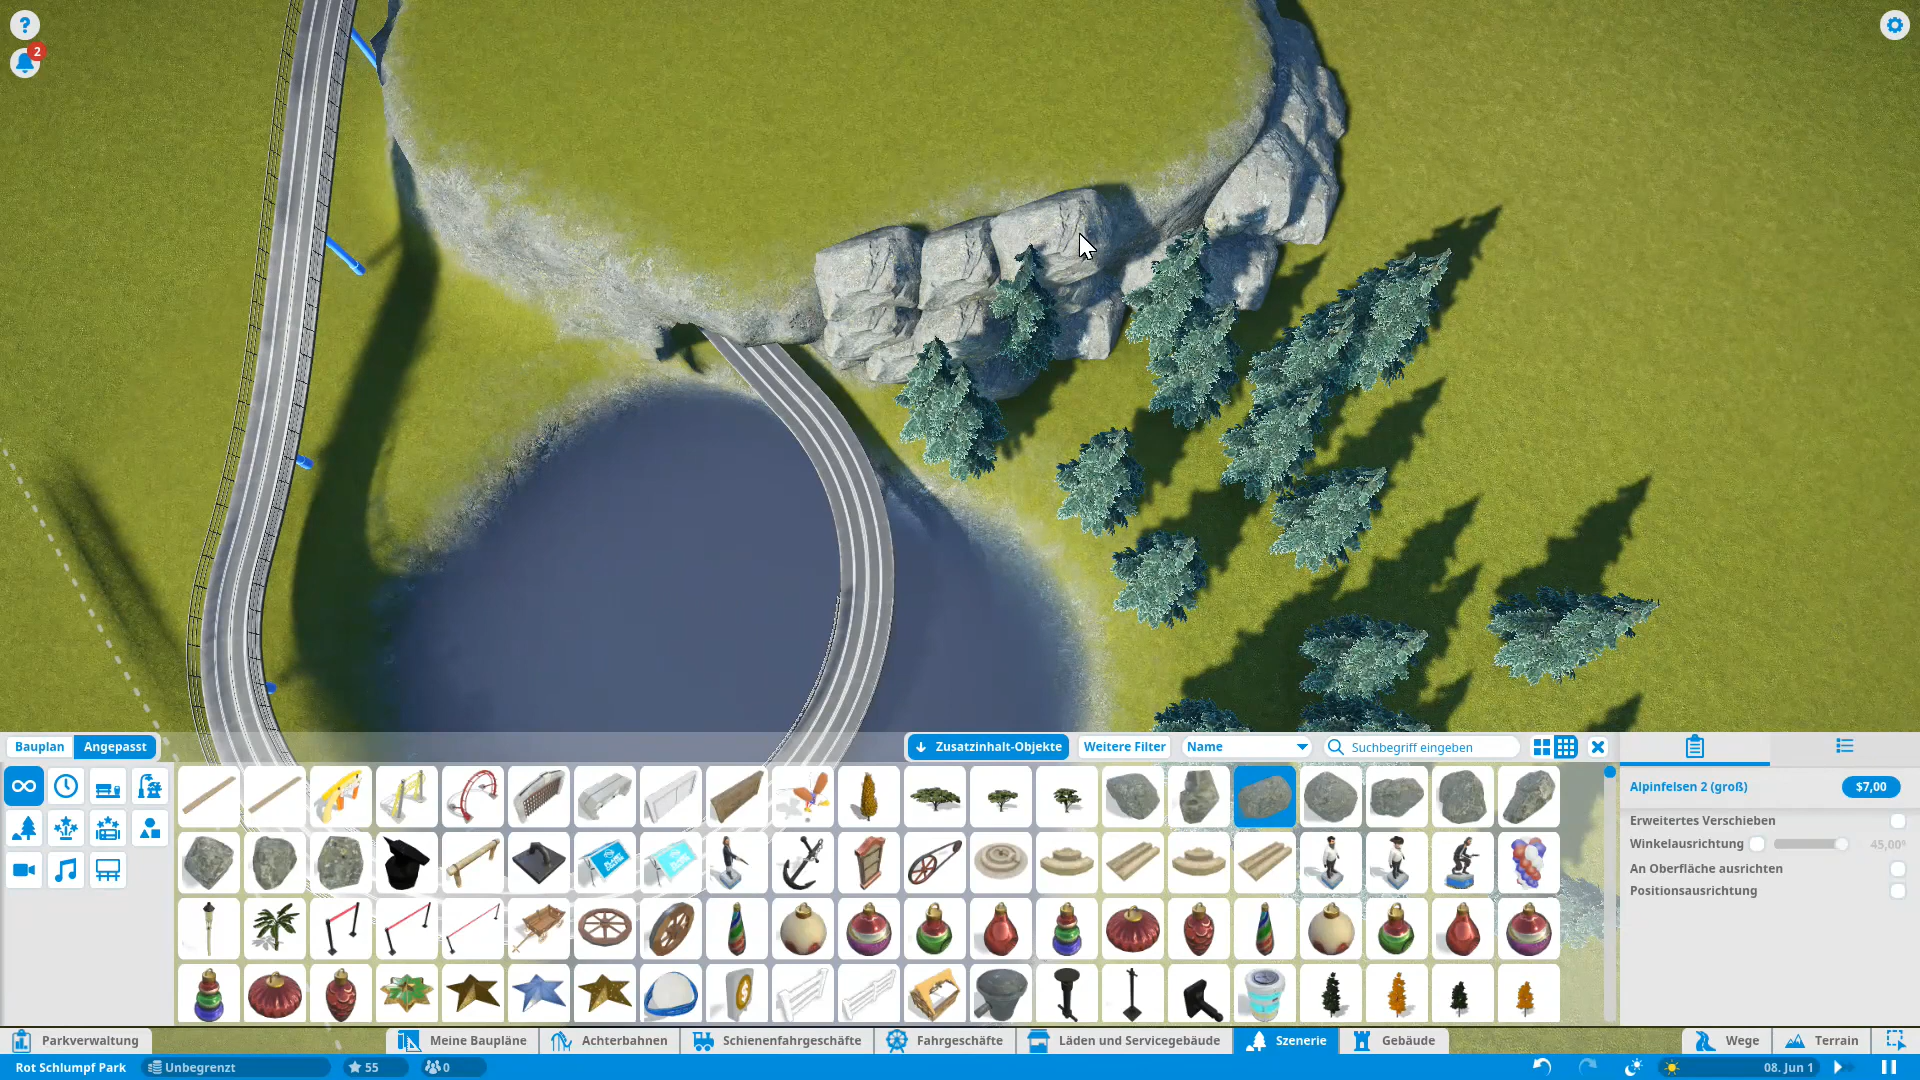 ?
2
Bauplan
Angepasst
Zusatzinhalt-Objekte
Weitere Filter
Name
Suchbegriff eingeben
Alpinfelsen 2 (groß)
$7,00
Erweitertes Verschieben
Winkelausrichtung
45,00°
An Oberfläche ausrichten
Positionsausrichtung
Parkverwaltung
Meine Baupläne
Achterbahnen
Schienenfahrgeschäfte
Fahrgeschäfte
Läden und Servicegebäude
Szenerie
Gebäude
Wege
Terrain
Rot Schlumpf Park
Unbegrenzt
55
0
08. Jun 1